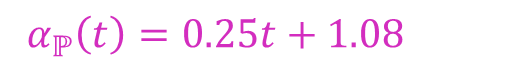 α_ℙ(t) = 0.25t + 1.08